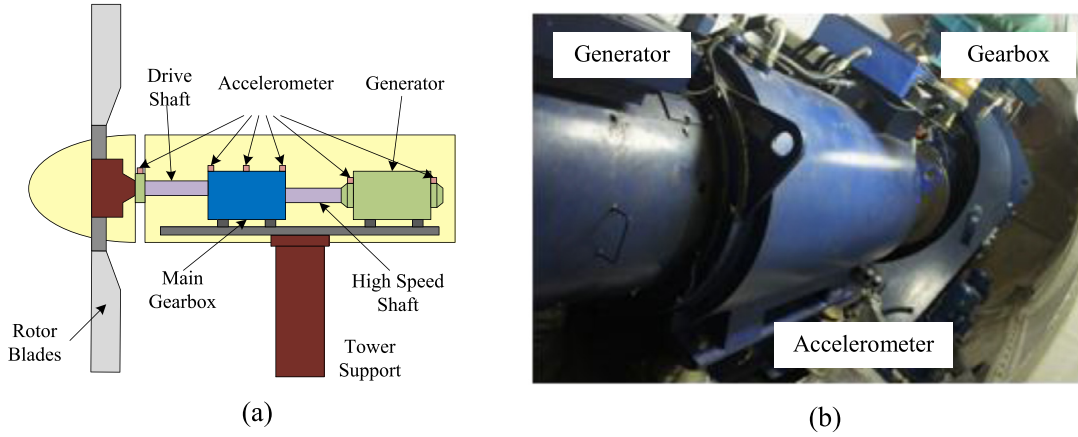 Drive
Shaft
Accelerometer
Generator
Main
Gearbox
High Speed
Shaft
Rotor
Blades
Tower
Support
(a)
Generator
Gearbox
Accelerometer
(b)